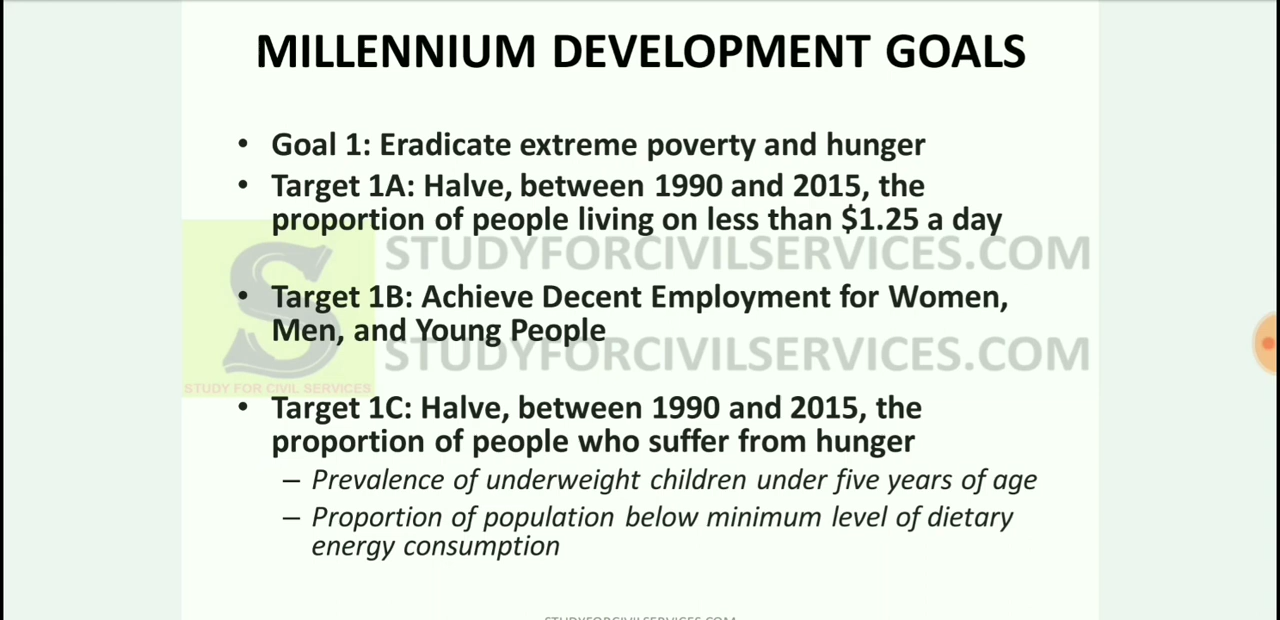 MILLENNIUM DEVELOPMENT GOALS
• Goal 1: Eradicate extreme poverty and hunger
• Target 1A: Halve, between 1990 and 2015, the
proportion of people living on less than $1.25 a day
STUDYFORCIVILSERVICES.COM
• Target 1B: Achieve Decent Employment for Women,
Men, and Young People
STUDYFORCIVILSERVICES.COM
S
STUDY FOR CIVIL SERVICES
• Target 1C: Halve, between 1990 and 2015, the
proportion of people who suffer from hunger
– Prevalence of underweight children under five years of age
– Proportion of population below minimum level of dietary
energy consumption
STUDYFORCIVILSERVICES.COM